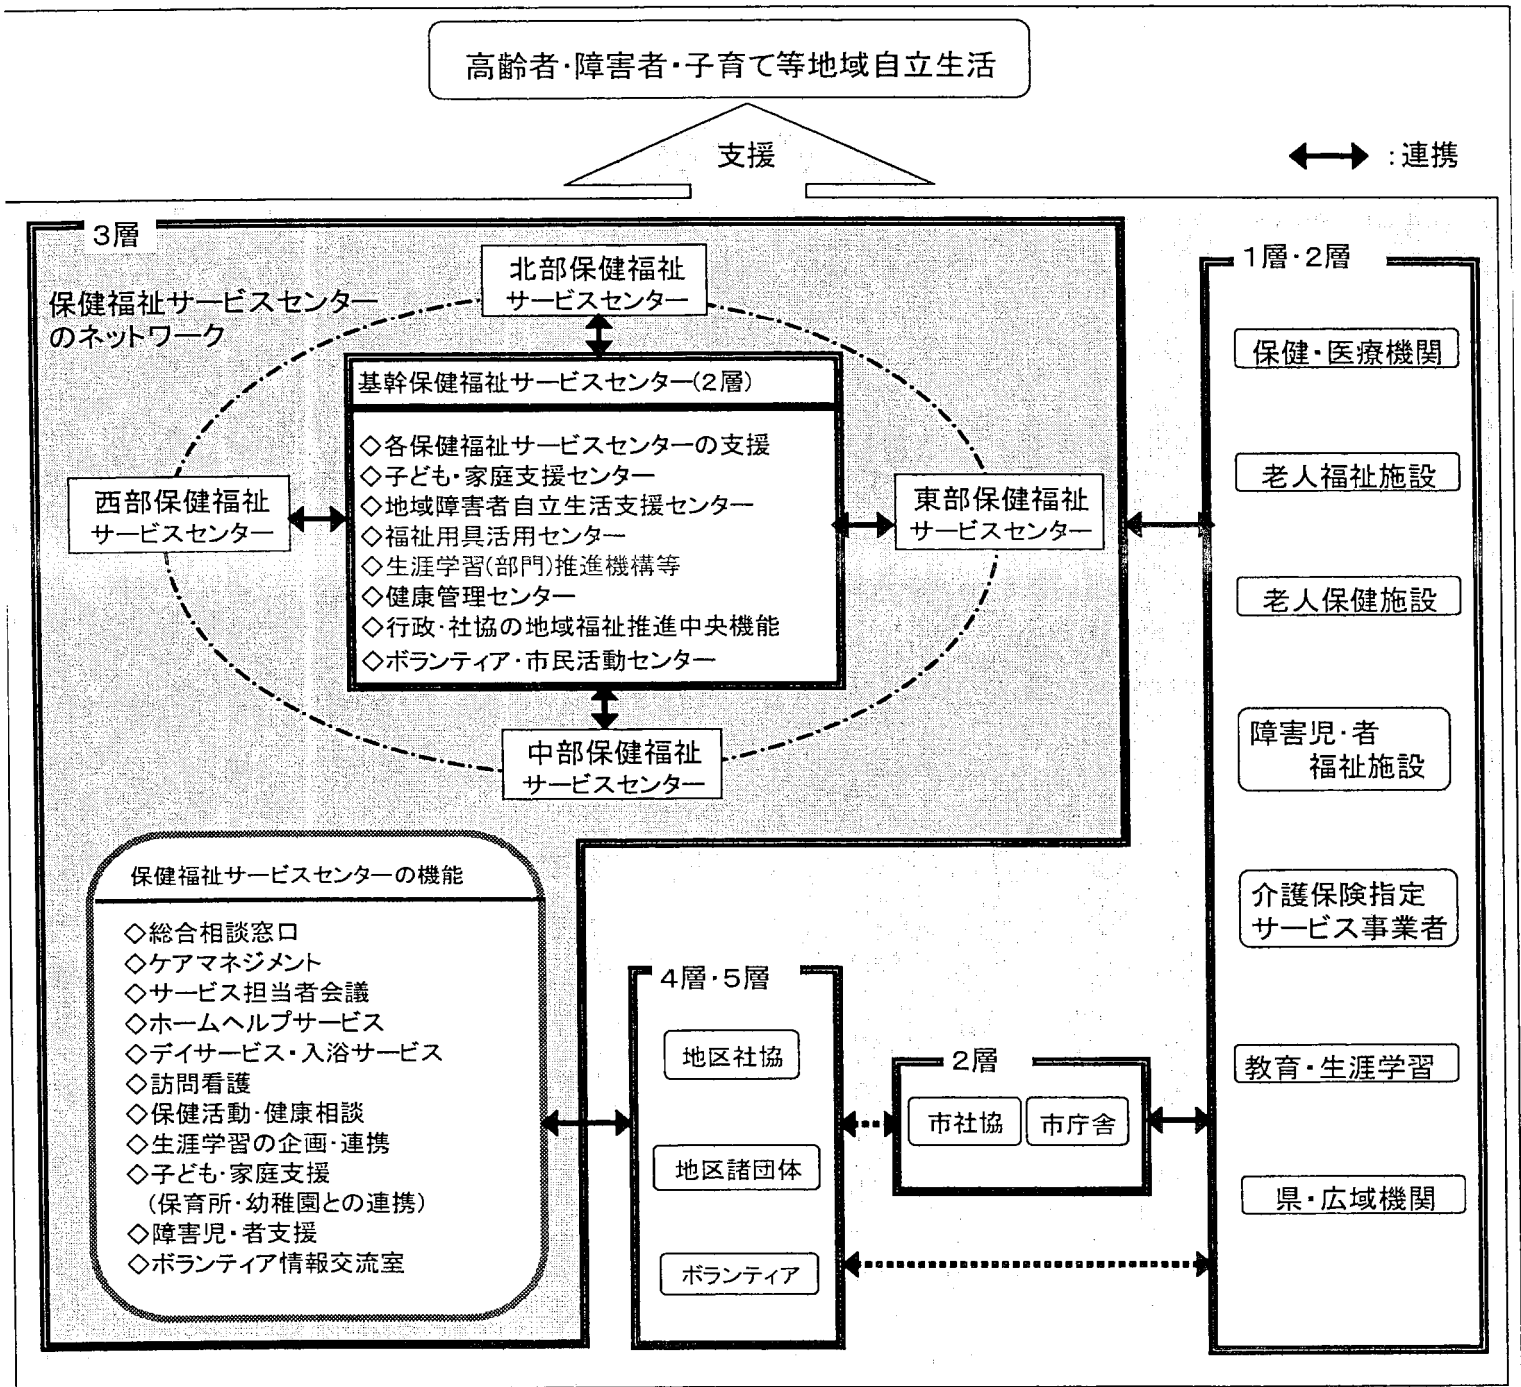 高齢者・障害者・子育て等地域自立生活
支援
:連携
3層
保健福祉サービスセンター
のネットワーク
北部保健福祉
サービスセンター
基幹保健福祉サービスセンター(2層)
◇各保健福祉サービスセンターの支援
◇子ども・家庭支援センター
◇地域障害者自立生活支援センター
◇福祉用具活用センター
◇生涯学習(部門)推進機構等
◇健康管理センター
◇行政・社協の地域福祉推進中央機能
◇ボランティア・市民活動センター
西部保健福祉
サービスセンター
東部保健福祉
サービスセンター
中部保健福祉
サービスセンター
保健福祉サービスセンターの機能
◇総合相談窓口
◇ケアマネジメント
◇サービス担当者会議
◇ホームヘルプサービス
◇デイサービス・入浴サービス
◇訪問看護
◇保健活動・健康相談
◇生涯学習の企画・連携
◇子ども・家庭支援
(保育所・幼稚園との連携)
◇障害児・者支援
◇ボランティア情報交流室
4層・5層
地区社協
地区諸団体
ボランティア
2層
市社協
市庁舎
1層・2層
保健・医療機関
老人福祉施設
老人保健施設
障害児・者
福祉施設
介護保険指定
サービス事業者
教育・生涯学習
県・広域機関